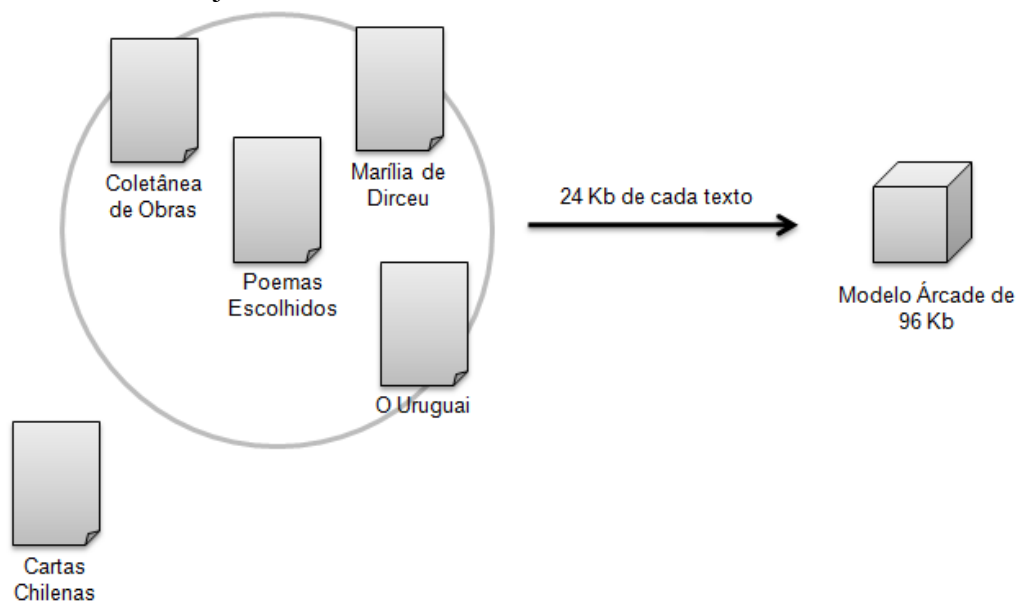 Coletânea
de Obras
Marília de
Dirceu
Poemas
Escolhidos
O Uruguai
24 Kb de cada texto
Modelo Árcade de
96 Kb
Cartas
Chilenas